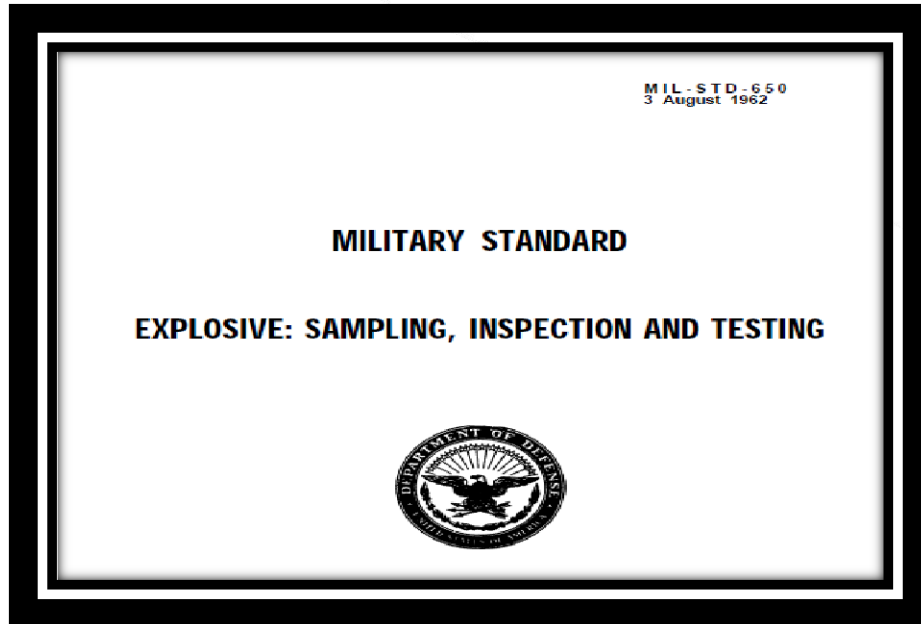 MIL-STD-650
3 August 1962
MILITARY STANDARD
EXPLOSIVE: SAMPLING, INSPECTION AND TESTING
DEPARTMENT OF DEFENSE
UNITED STATES OF AMERICA